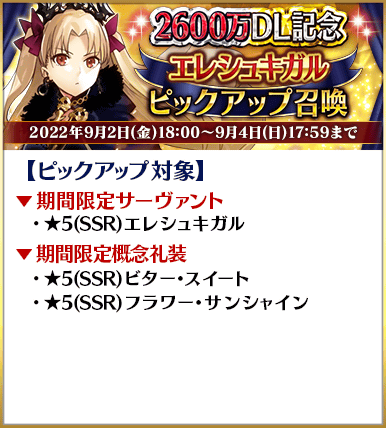 2600万DL記念
エレシュキガル
ピックアップ召喚
2022年9月2日(金)18:00～9月4日(日)17:59まで
【ピックアップ対象】
▼期間限定サーヴァント
・★5(SSR)エレシュキガル
▼期間限定概念礼装
・★5(SSR)ビター・スイート
・★5(SSR)フラワー・サンシャイン